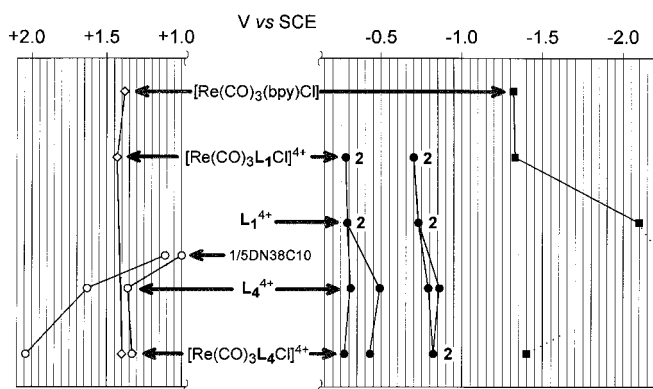 V vs SCE
+2.0 +1.5 +1.0 -0.5 -1.0 -1.5 -2.0
[Re(CO)₃(bpy)Cl]
[Re(CO)₃L₁Cl]⁴⁺ 2 2
L₁⁴⁺ 2 2
1/5DN38C10
L₄⁴⁺
[Re(CO)₃L₄Cl]⁴⁺ 2